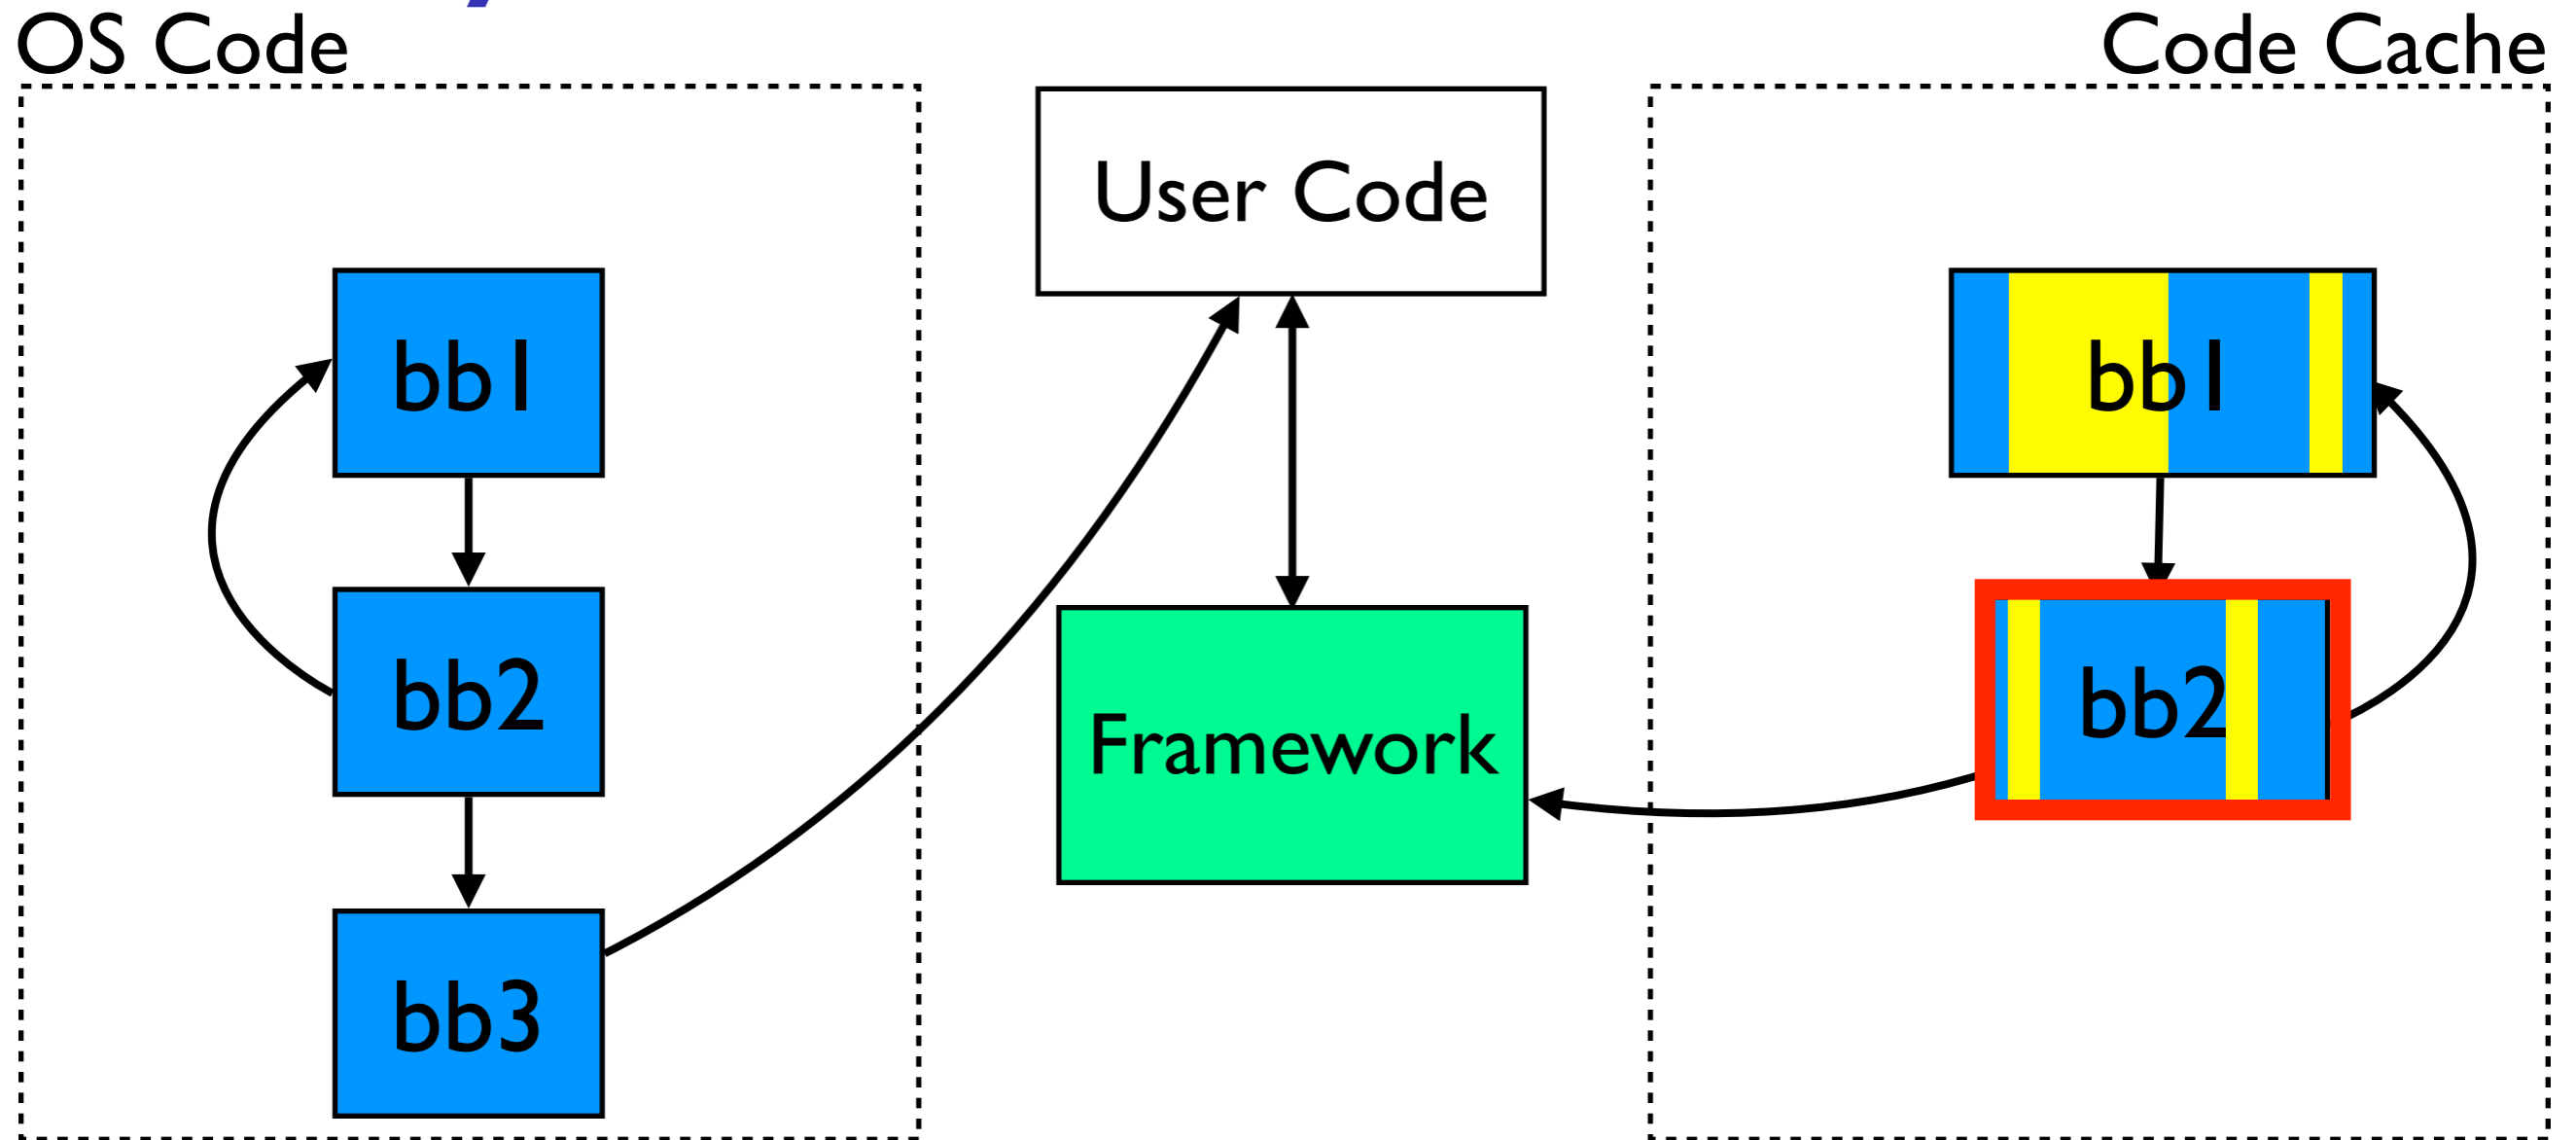 OS Code
Code Cache
User Code
bb1
bb1
bb2
bb2
Framework
bb3